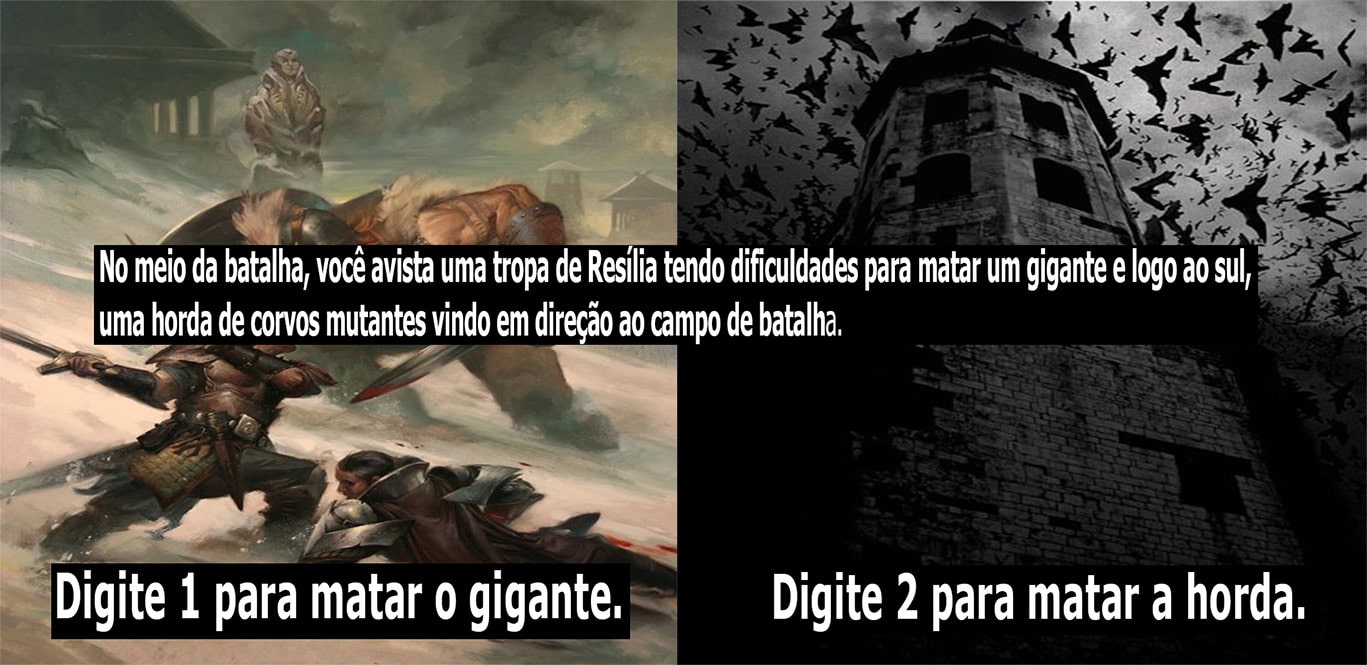 No meio da batalha, você avista uma tropa de Resília tendo dificuldades para matar um gigante e logo ao sul,
uma horda de corvos mutantes vindo em direção ao campo de batalha.
Digite 1 para matar o gigante.
Digite 2 para matar a horda.